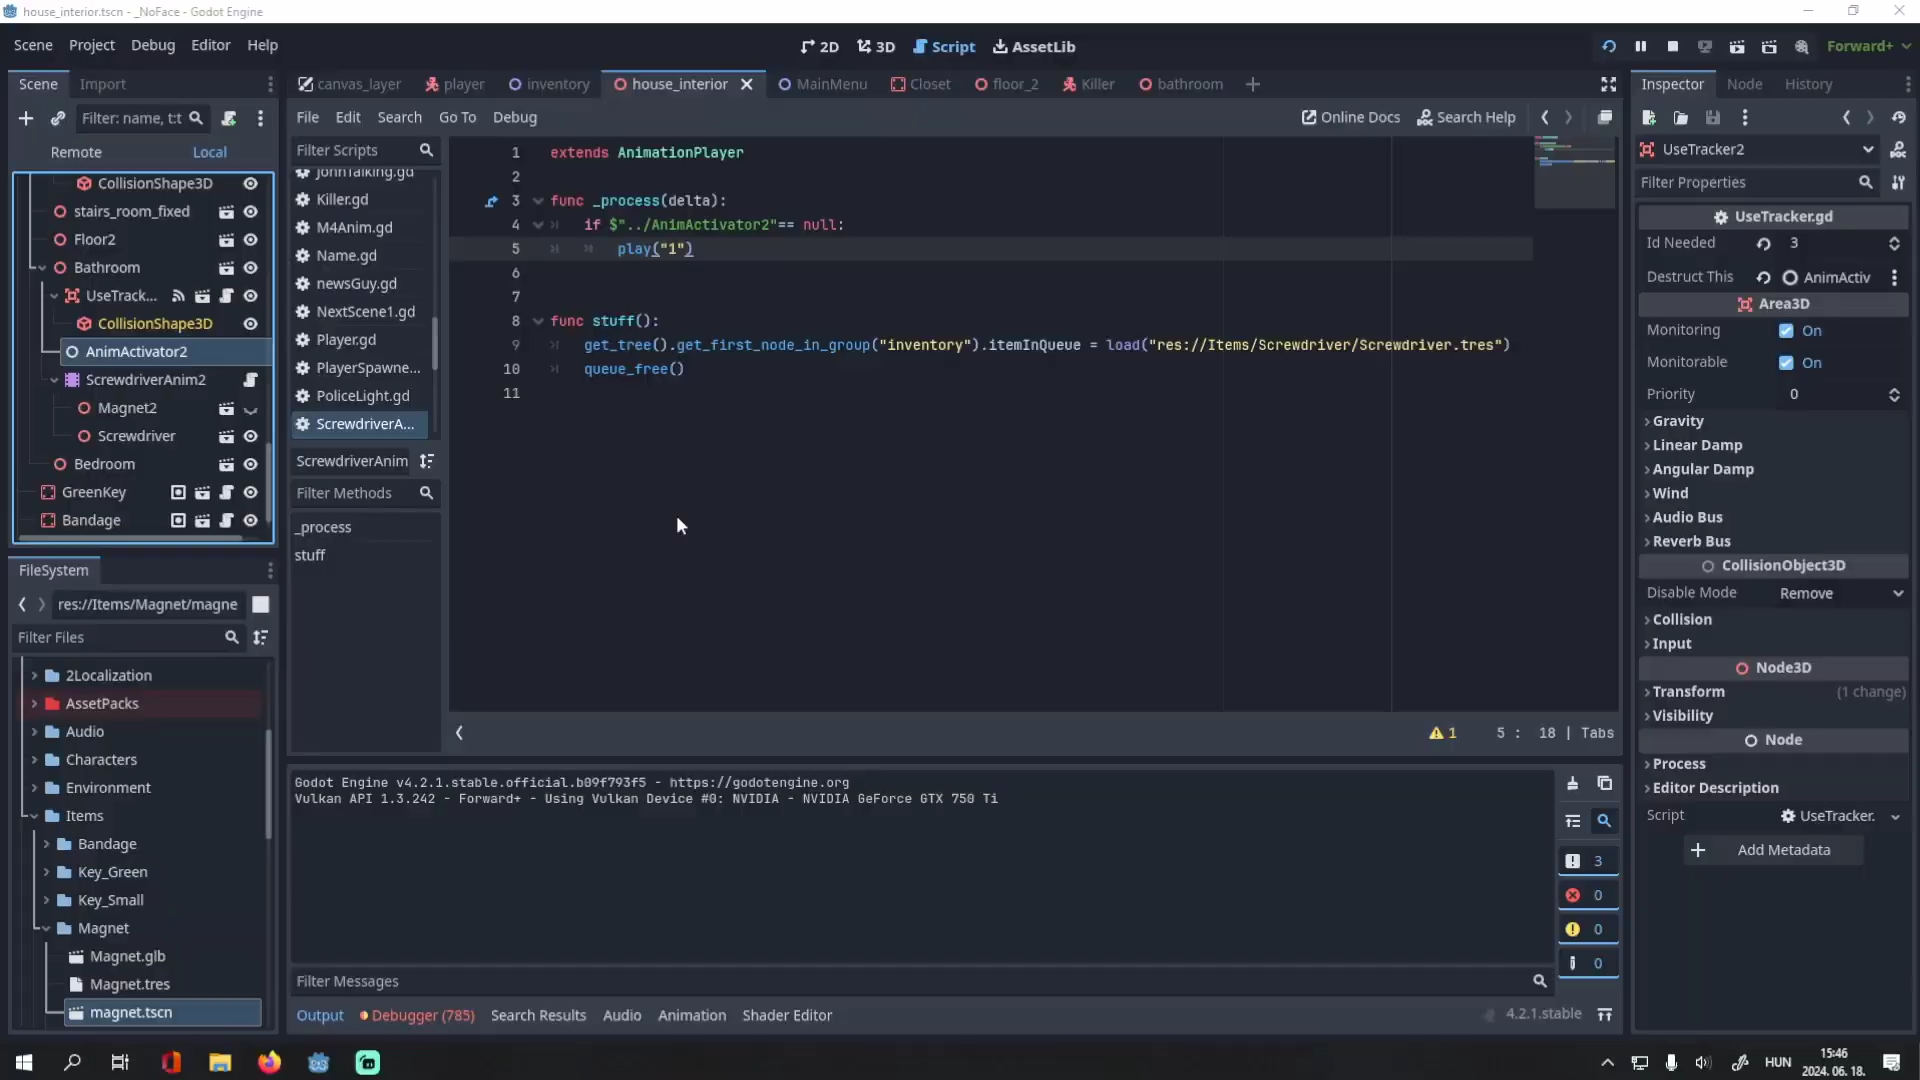 house_interior.tscn - _NoFace - Godot Engine
Scene Project Debug Editor Help
2D 3D Script AssetLib
Forward+
Scene Import
canvas_layer player inventory house_interior MainMenu Closet floor_2 Killer bathroom
Inspector Node History
Filter: name, t:t
File Edit Search Go To Debug
Online Docs Search Help
Remote Local
Filter Scripts
UseTracker2
Filter Properties
CollisionShape3D
stairs_room_fixed
Floor2
Bathroom
UseTrack...
CollisionShape3D
AnimActivator2
ScrewdriverAnim2
Magnet2
Screwdriver
Bedroom
GreenKey
Bandage
JohnTalking.gd
Killer.gd
M4Anim.gd
Name.gd
newsGuy.gd
NextScene1.gd
Player.gd
PlayerSpawne...
PoliceLight.gd
ScrewdriverA...
ScrewdriverAnim
Filter Methods
_process
stuff
1 extends AnimationPlayer
2
3 func _process(delta):
4 if $"../AnimActivator2"== null:
5 play("1")
6
7
8 func stuff():
9 get_tree().get_first_node_in_group("inventory").itemInQueue = load("res://Items/Screwdriver/Screwdriver.tres")
10 queue_free()
11
1 5 : 18 | Tabs
UseTracker.gd
Id Needed 3
Destruct This AnimActiv
Area3D
Monitoring On
Monitorable On
Priority 0
Gravity
Linear Damp
Angular Damp
Wind
Audio Bus
Reverb Bus
CollisionObject3D
Disable Mode Remove
Collision
Input
Node3D
Transform (1 change)
Visibility
Node
Process
Editor Description
Script UseTracker.
Add Metadata
FileSystem
res://Items/Magnet/magne
Filter Files
2Localization
AssetPacks
Audio
Characters
Environment
Items
Bandage
Key_Green
Key_Small
Magnet
Magnet.glb
Magnet.tres
magnet.tscn
Godot Engine v4.2.1.stable.official.b09f793f5 - https://godotengine.org
Vulkan API 1.3.242 - Forward+ - Using Vulkan Device #0: NVIDIA - NVIDIA GeForce GTX 750 Ti
3
0
0
0
Filter Messages
Output Debugger (785) Search Results Audio Animation Shader Editor
4.2.1.stable
HUN
15:46
2024. 06. 18.